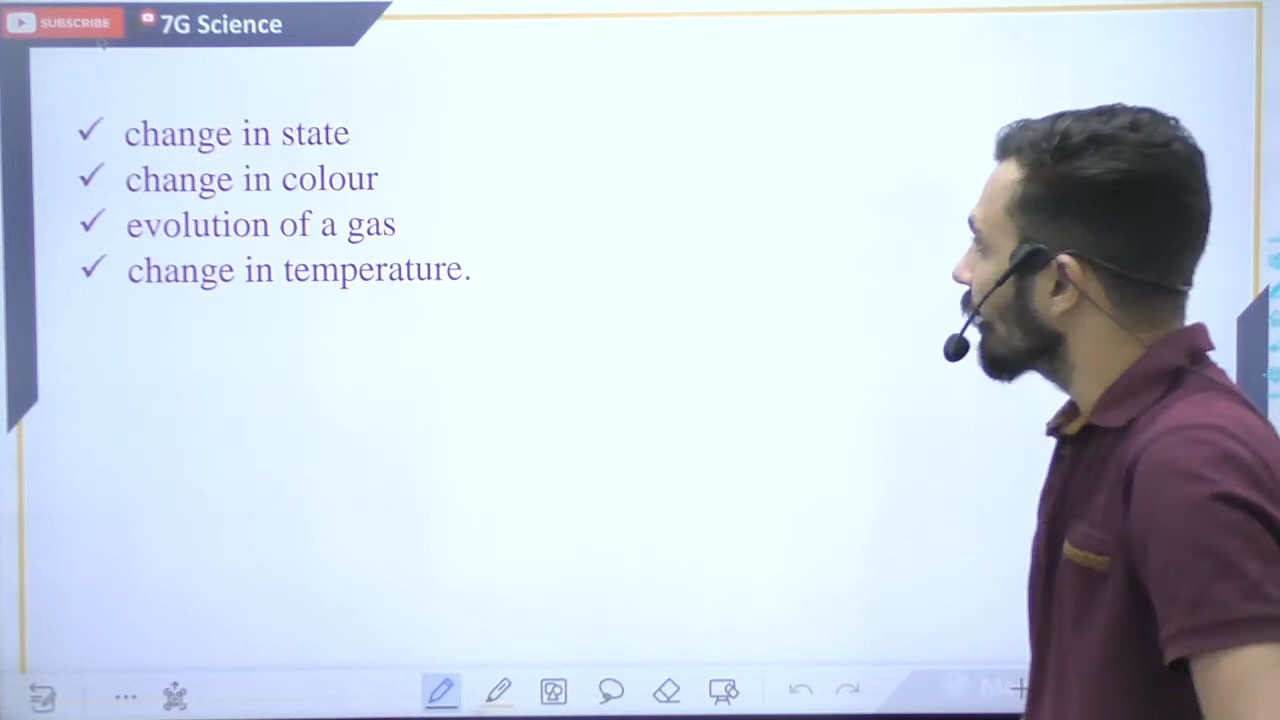 SUBSCRIBE
7G Science
✓ change in state
✓ change in colour
✓ evolution of a gas
✓ change in temperature.